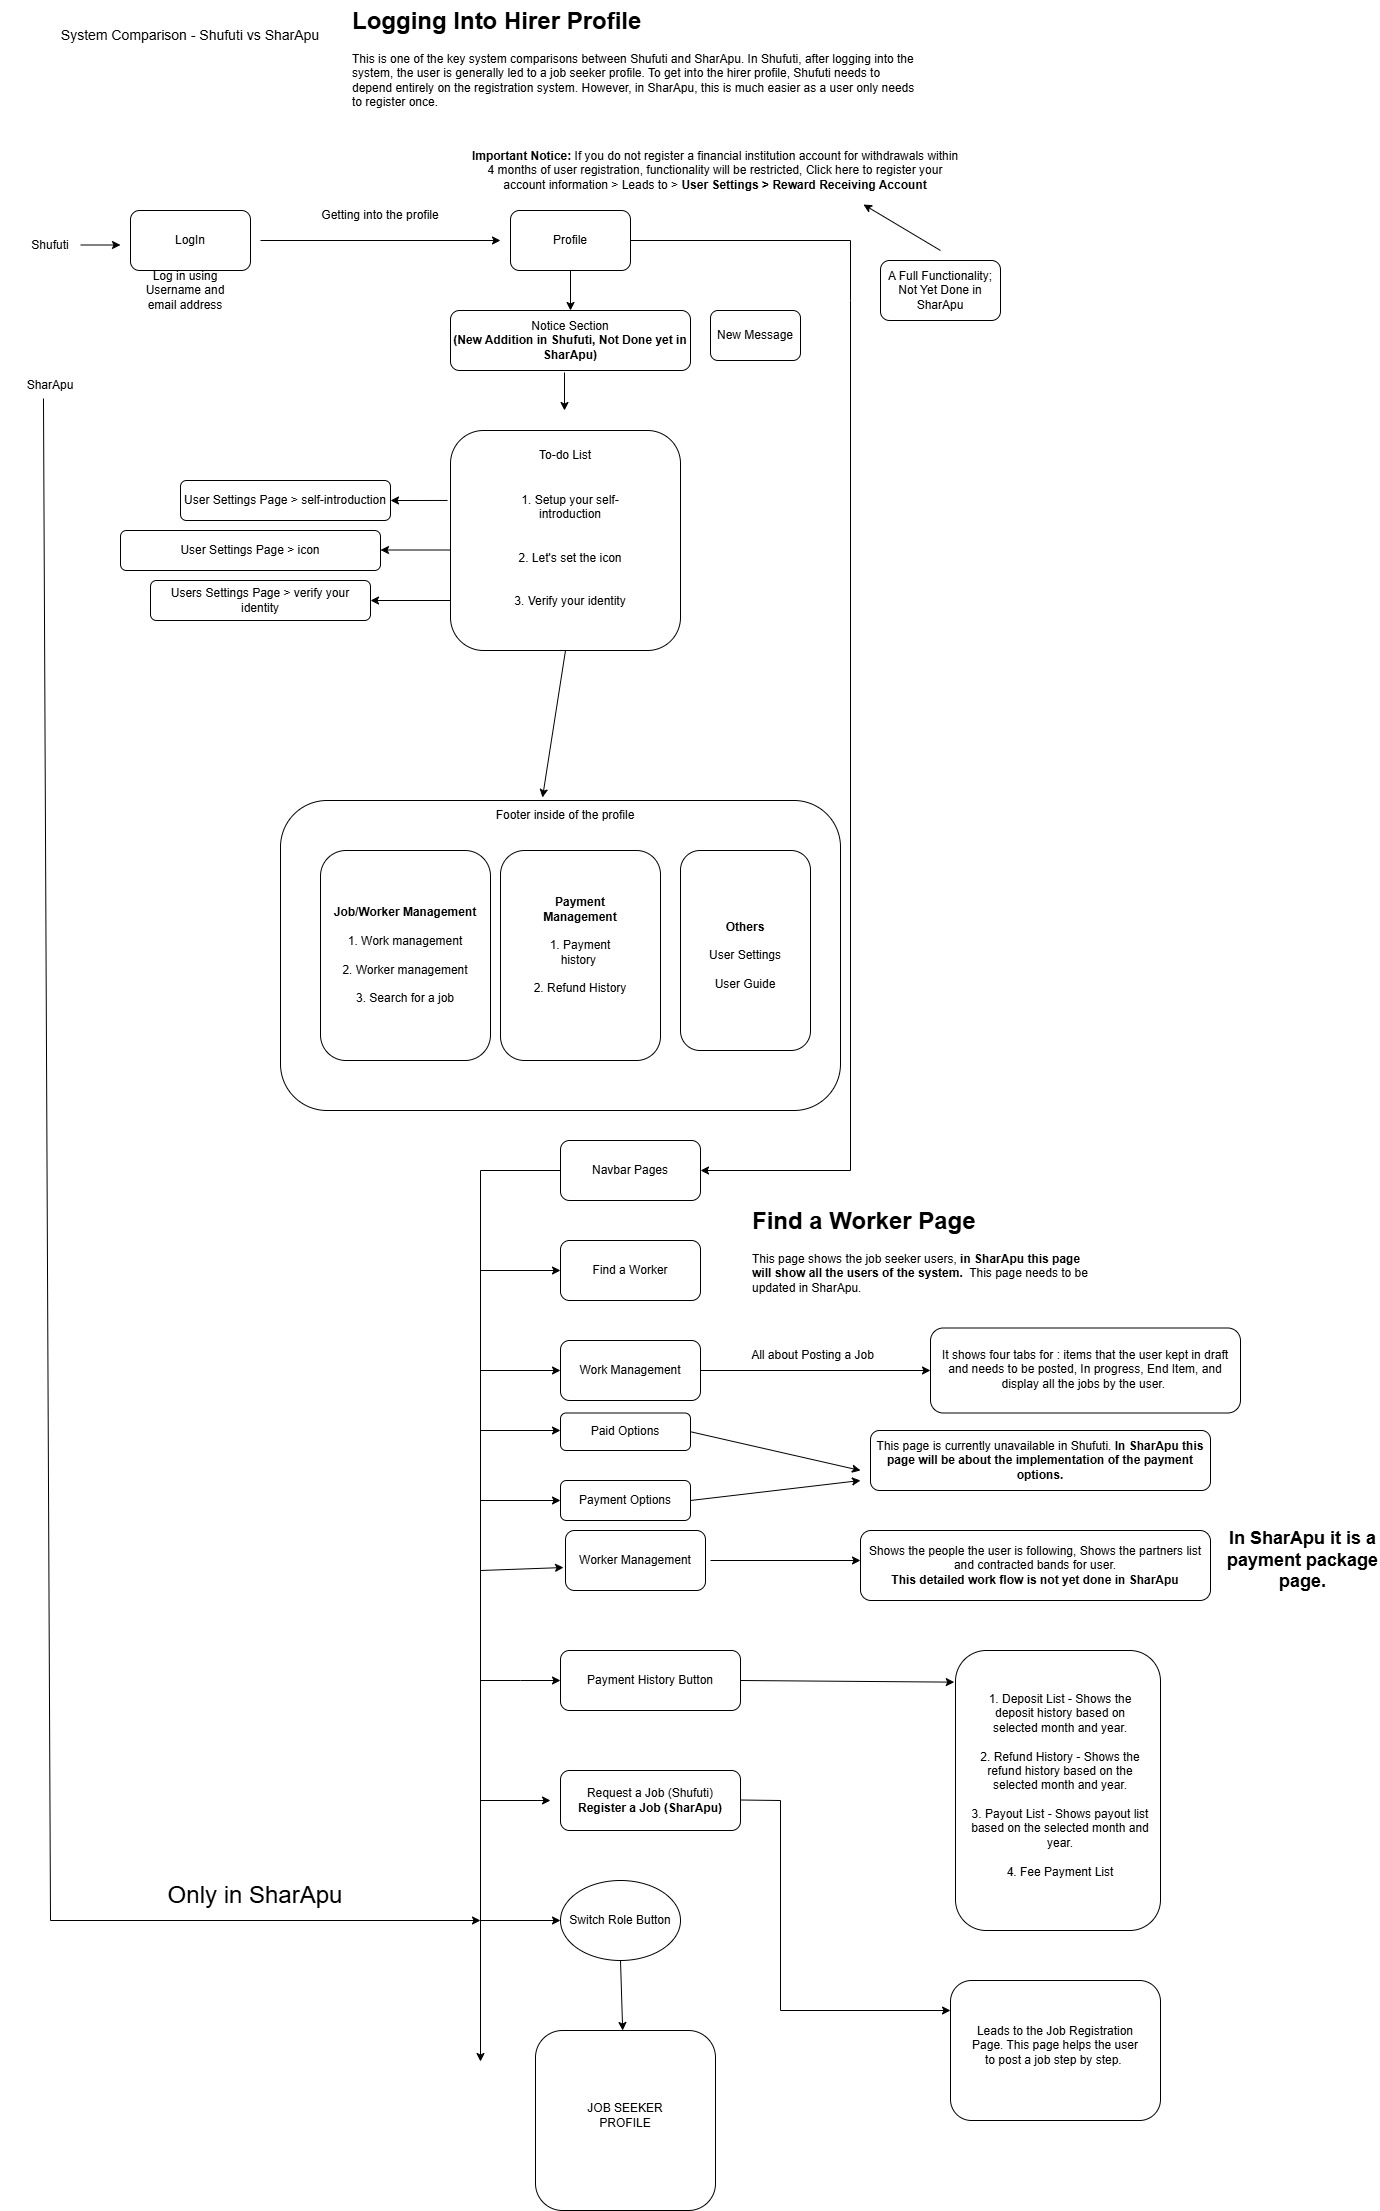 System Comparison - Shufuti vs SharApu
Logging Into Hirer Profile
This is one of the key system comparisons between Shufuti and SharApu. In Shufuti, after logging into the
system, the user is generally led to a job seeker profile. To get into the hirer profile, Shufuti needs to
depend entirely on the registration system. However, in SharApu, this is much easier as a user only needs
to register once.
Important Notice: If you do not register a financial institution account for withdrawals within
4 months of user registration, functionality will be restricted, Click here to register your
account information > Leads to > User Settings > Reward Receiving Account
Shufuti
LogIn
Log in using
Username and
email address
Getting into the profile
Profile
A Full Functionality;
Not Yet Done in
SharApu
Notice Section
(New Addition in Shufuti, Not Done yet in
SharApu)
New Message
SharApu
To-do List
1. Setup your self-
introduction
2. Let's set the icon
3. Verify your identity
User Settings Page > self-introduction
User Settings Page > icon
Users Settings Page > verify your
identity
Footer inside of the profile
Job/Worker Management
1. Work management
2. Worker management
3. Search for a job
Payment
Management
1. Payment
history
2. Refund History
Others
User Settings
User Guide
Navbar Pages
Find a Worker Page
This page shows the job seeker users, in SharApu this page
will show all the users of the system.  This page needs to be
updated in SharApu.
Find a Worker
Work Management
All about Posting a Job
It shows four tabs for : items that the user kept in draft
and needs to be posted, In progress, End Item, and
display all the jobs by the user.
Paid Options
This page is currently unavailable in Shufuti. In SharApu this
page will be about the implementation of the payment
options.
Payment Options
Worker Management
Shows the people the user is following, Shows the partners list
and contracted bands for user.
This detailed work flow is not yet done in SharApu
In SharApu it is a
payment package
page.
Payment History Button
1. Deposit List - Shows the
deposit history based on
selected month and year.
2. Refund History - Shows the
refund history based on the
selected month and year.
3. Payout List - Shows payout list
based on the selected month and
year.
4. Fee Payment List
Request a Job (Shufuti)
Register a Job (SharApu)
Only in SharApu
Switch Role Button
Leads to the Job Registration
Page. This page helps the user
to post a job step by step.
JOB SEEKER
PROFILE